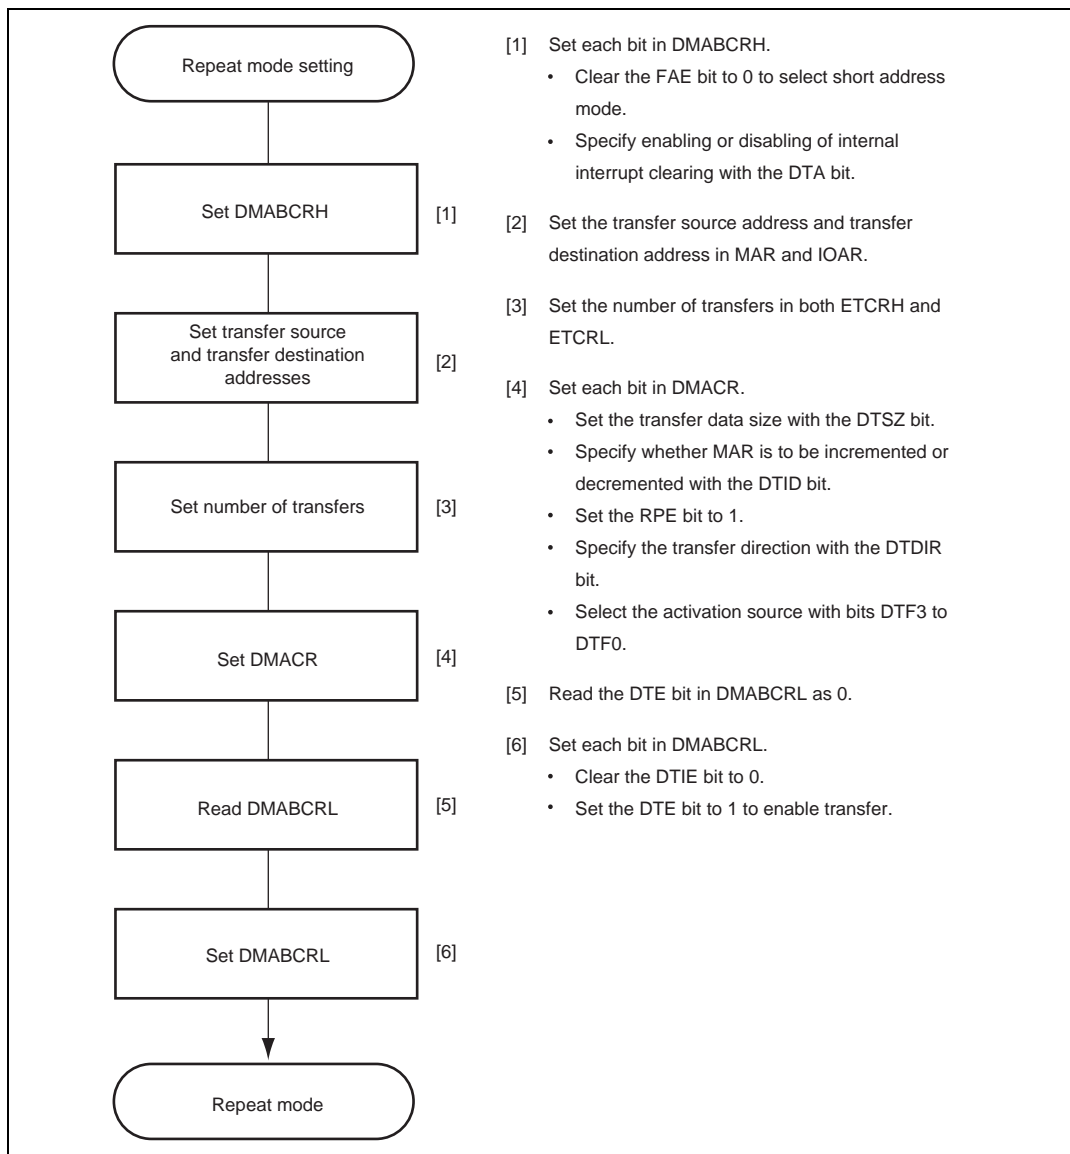 Repeat mode setting
Set DMABCRH
[1]
Set transfer source
and transfer destination
addresses
[2]
Set number of transfers
[3]
Set DMACR
[4]
Read DMABCRL
[5]
Set DMABCRL
[6]
Repeat mode
[1] Set each bit in DMABCRH.
• Clear the FAE bit to 0 to select short address
mode.
• Specify enabling or disabling of internal
interrupt clearing with the DTA bit.
[2] Set the transfer source address and transfer
destination address in MAR and IOAR.
[3] Set the number of transfers in both ETCRH and
ETCRL.
[4] Set each bit in DMACR.
• Set the transfer data size with the DTSZ bit.
• Specify whether MAR is to be incremented or
decremented with the DTID bit.
• Set the RPE bit to 1.
• Specify the transfer direction with the DTDIR
bit.
• Select the activation source with bits DTF3 to
DTF0.
[5] Read the DTE bit in DMABCRL as 0.
[6] Set each bit in DMABCRL.
• Clear the DTIE bit to 0.
• Set the DTE bit to 1 to enable transfer.